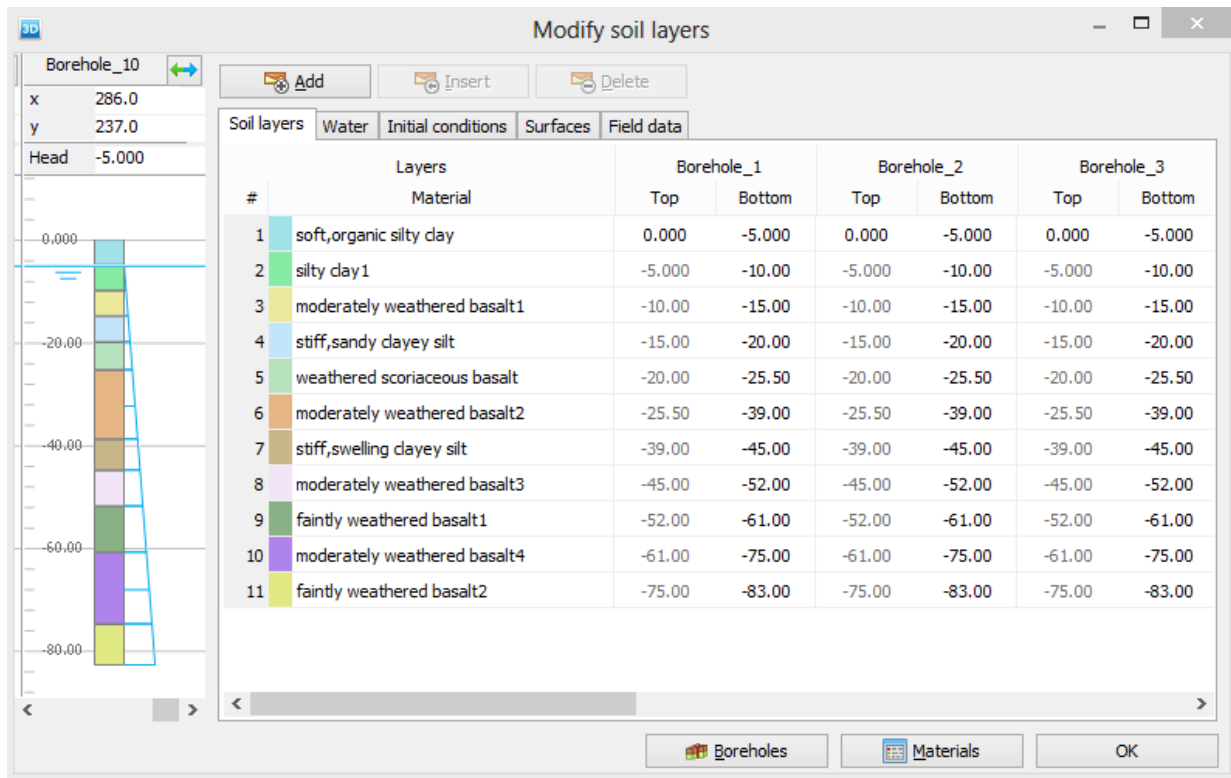 3D Modify soil layers
Borehole_10
x 286.0
y 237.0
Head -5.000
0.000
-20.00
-40.00
-60.00
-80.00
Add Insert Delete
Soil layers Water Initial conditions Surfaces Field data
Layers Borehole_1 Borehole_2 Borehole_3
# Material Top Bottom Top Bottom Top Bottom
1 soft,organic silty clay 0.000 -5.000 0.000 -5.000 0.000 -5.000
2 silty clay1 -5.000 -10.00 -5.000 -10.00 -5.000 -10.00
3 moderately weathered basalt1 -10.00 -15.00 -10.00 -15.00 -10.00 -15.00
4 stiff,sandy clayey silt -15.00 -20.00 -15.00 -20.00 -15.00 -20.00
5 weathered scoriaceous basalt -20.00 -25.50 -20.00 -25.50 -20.00 -25.50
6 moderately weathered basalt2 -25.50 -39.00 -25.50 -39.00 -25.50 -39.00
7 stiff,swelling clayey silt -39.00 -45.00 -39.00 -45.00 -39.00 -45.00
8 moderately weathered basalt3 -45.00 -52.00 -45.00 -52.00 -45.00 -52.00
9 faintly weathered basalt1 -52.00 -61.00 -52.00 -61.00 -52.00 -61.00
10 moderately weathered basalt4 -61.00 -75.00 -61.00 -75.00 -61.00 -75.00
11 faintly weathered basalt2 -75.00 -83.00 -75.00 -83.00 -75.00 -83.00
Boreholes Materials OK